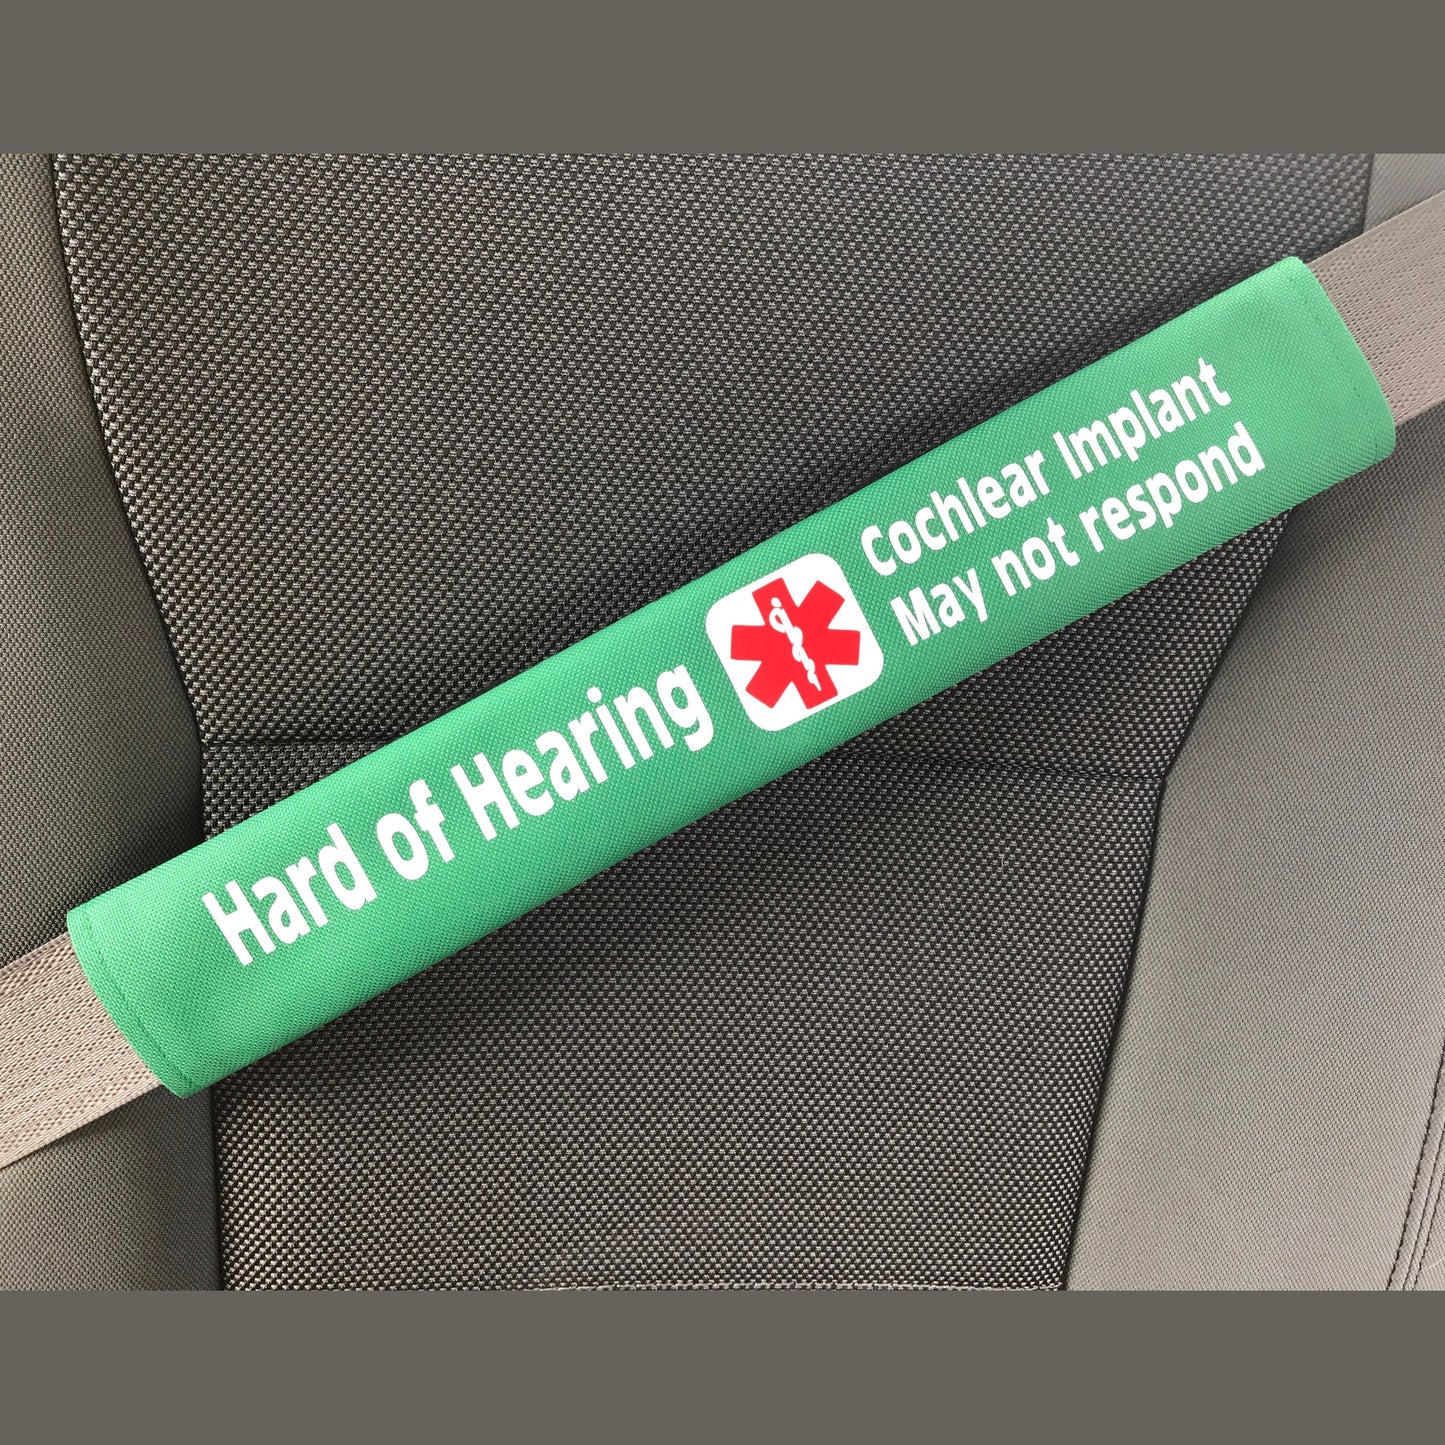 Hard of Hearing
Cochlear Implant
May not respond